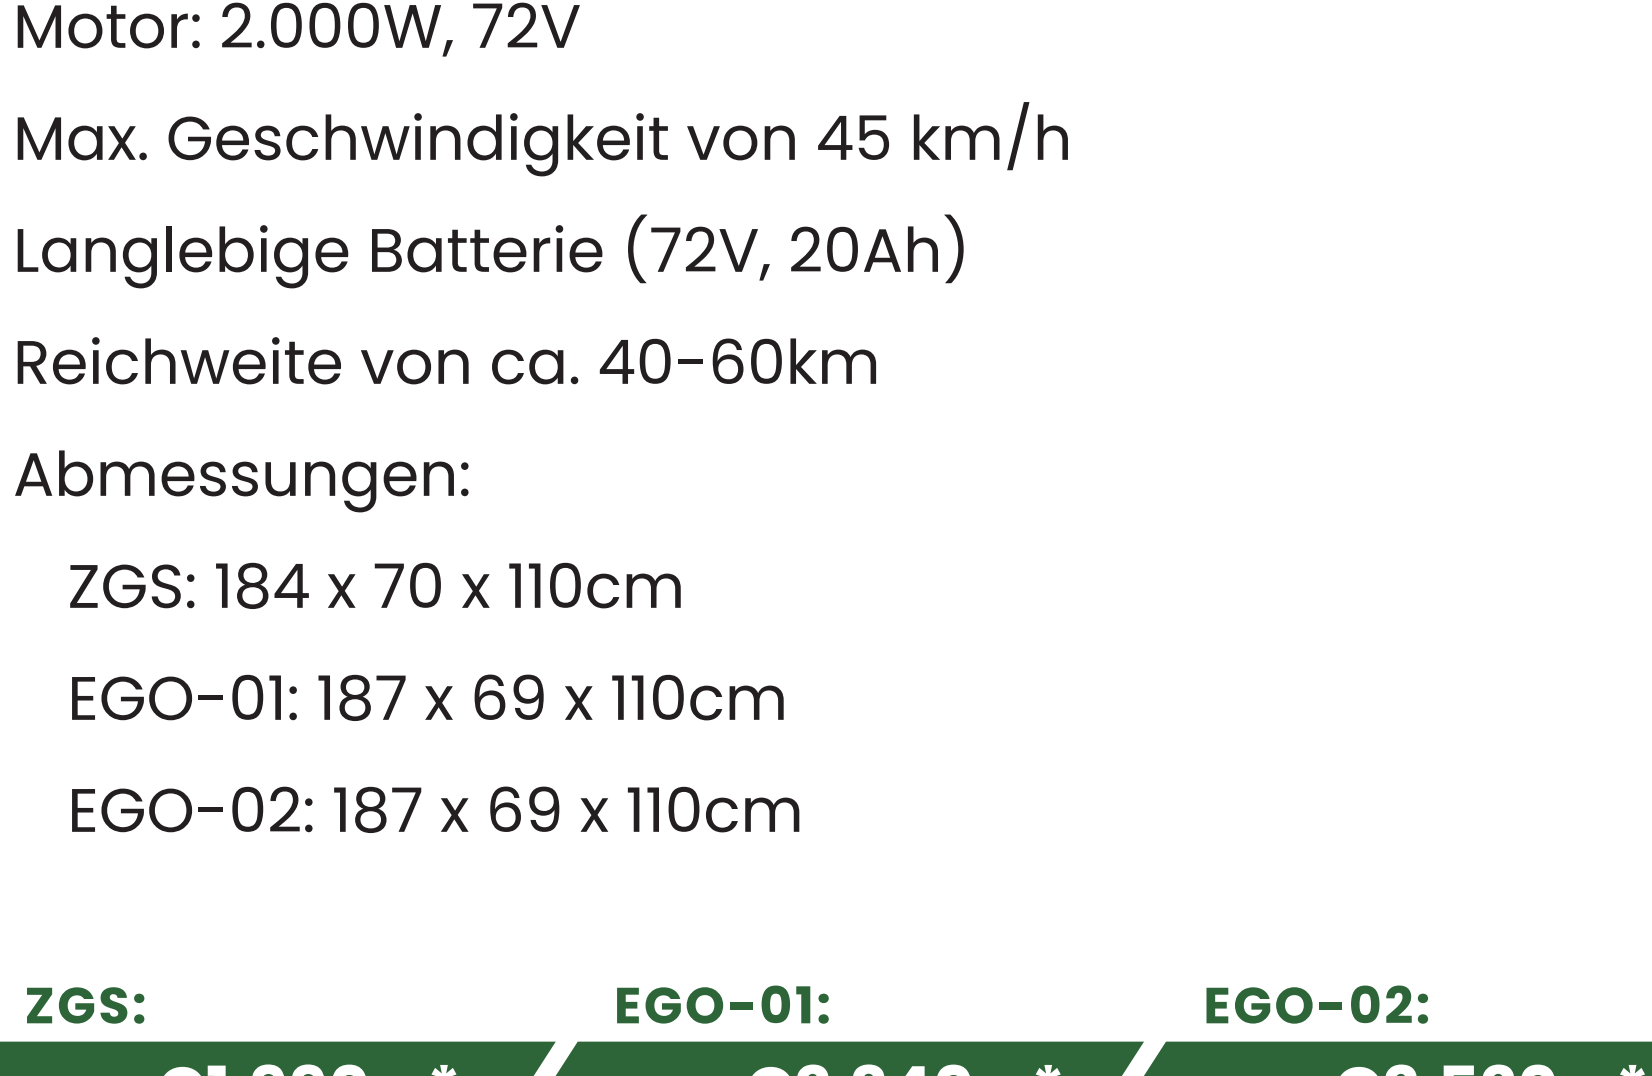 Motor: 2.000W, 72V
Max. Geschwindigkeit von 45 km/h
Langlebige Batterie (72V, 20Ah)
Reichweite von ca. 40-60km
Abmessungen:
ZGS: 184 x 70 x 110cm
EGO-01: 187 x 69 x 110cm
EGO-02: 187 x 69 x 110cm
ZGS: EGO-01: EGO-02: